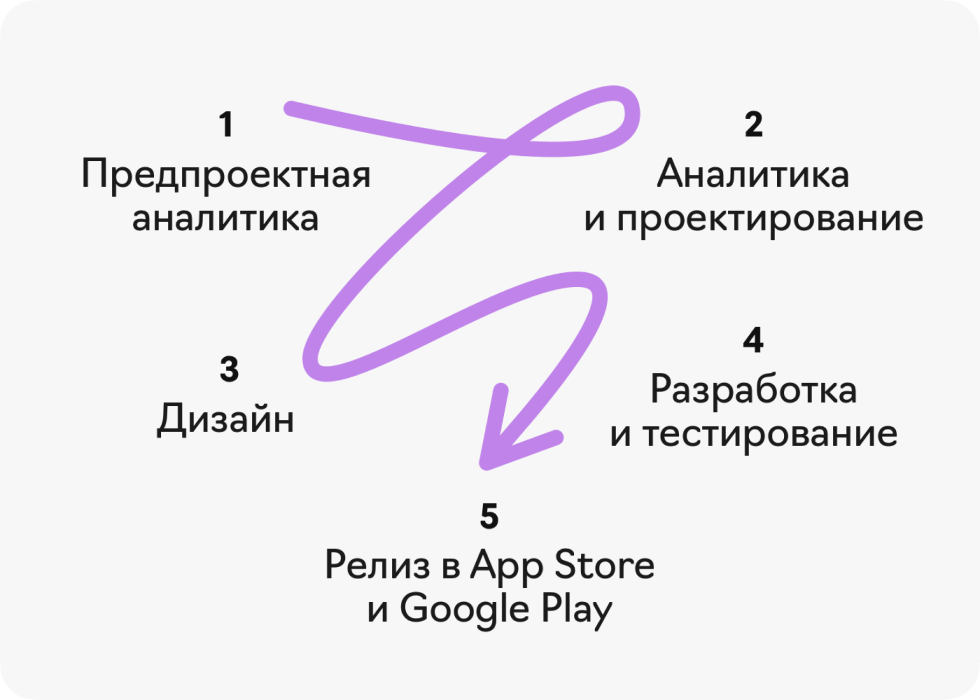 1
Предпроектная
аналитика
2
Аналитика
и проектирование
3
Дизайн
4
Разработка
и тестирование
5
Релиз в App Store
и Google Play